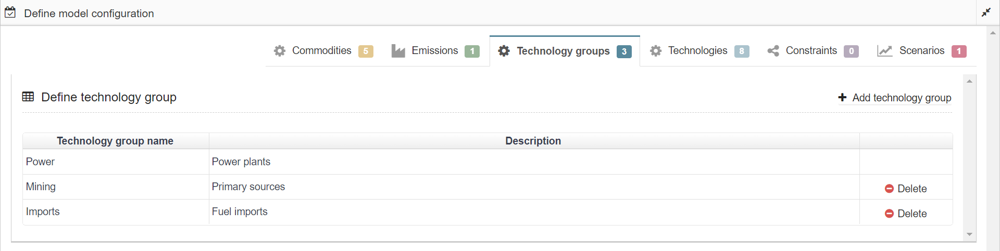 Define model configuration
Commodities 5 Emissions 1 Technology groups 3 Technologies 8 Constraints 0 Scenarios 1
Define technology group Add technology group
Technology group name Description
Power Power plants
Mining Primary sources Delete
Imports Fuel imports Delete